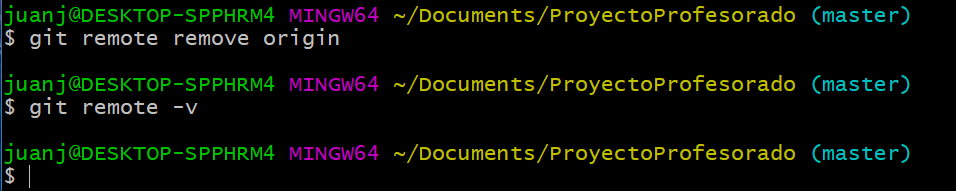 juanj@DESKTOP-SPPHRM4 MINGW64 ~/Documents/ProyectoProfesorado (master)
$ git remote remove origin
juanj@DESKTOP-SPPHRM4 MINGW64 ~/Documents/ProyectoProfesorado (master)
$ git remote -v
juanj@DESKTOP-SPPHRM4 MINGW64 ~/Documents/ProyectoProfesorado (master)
$